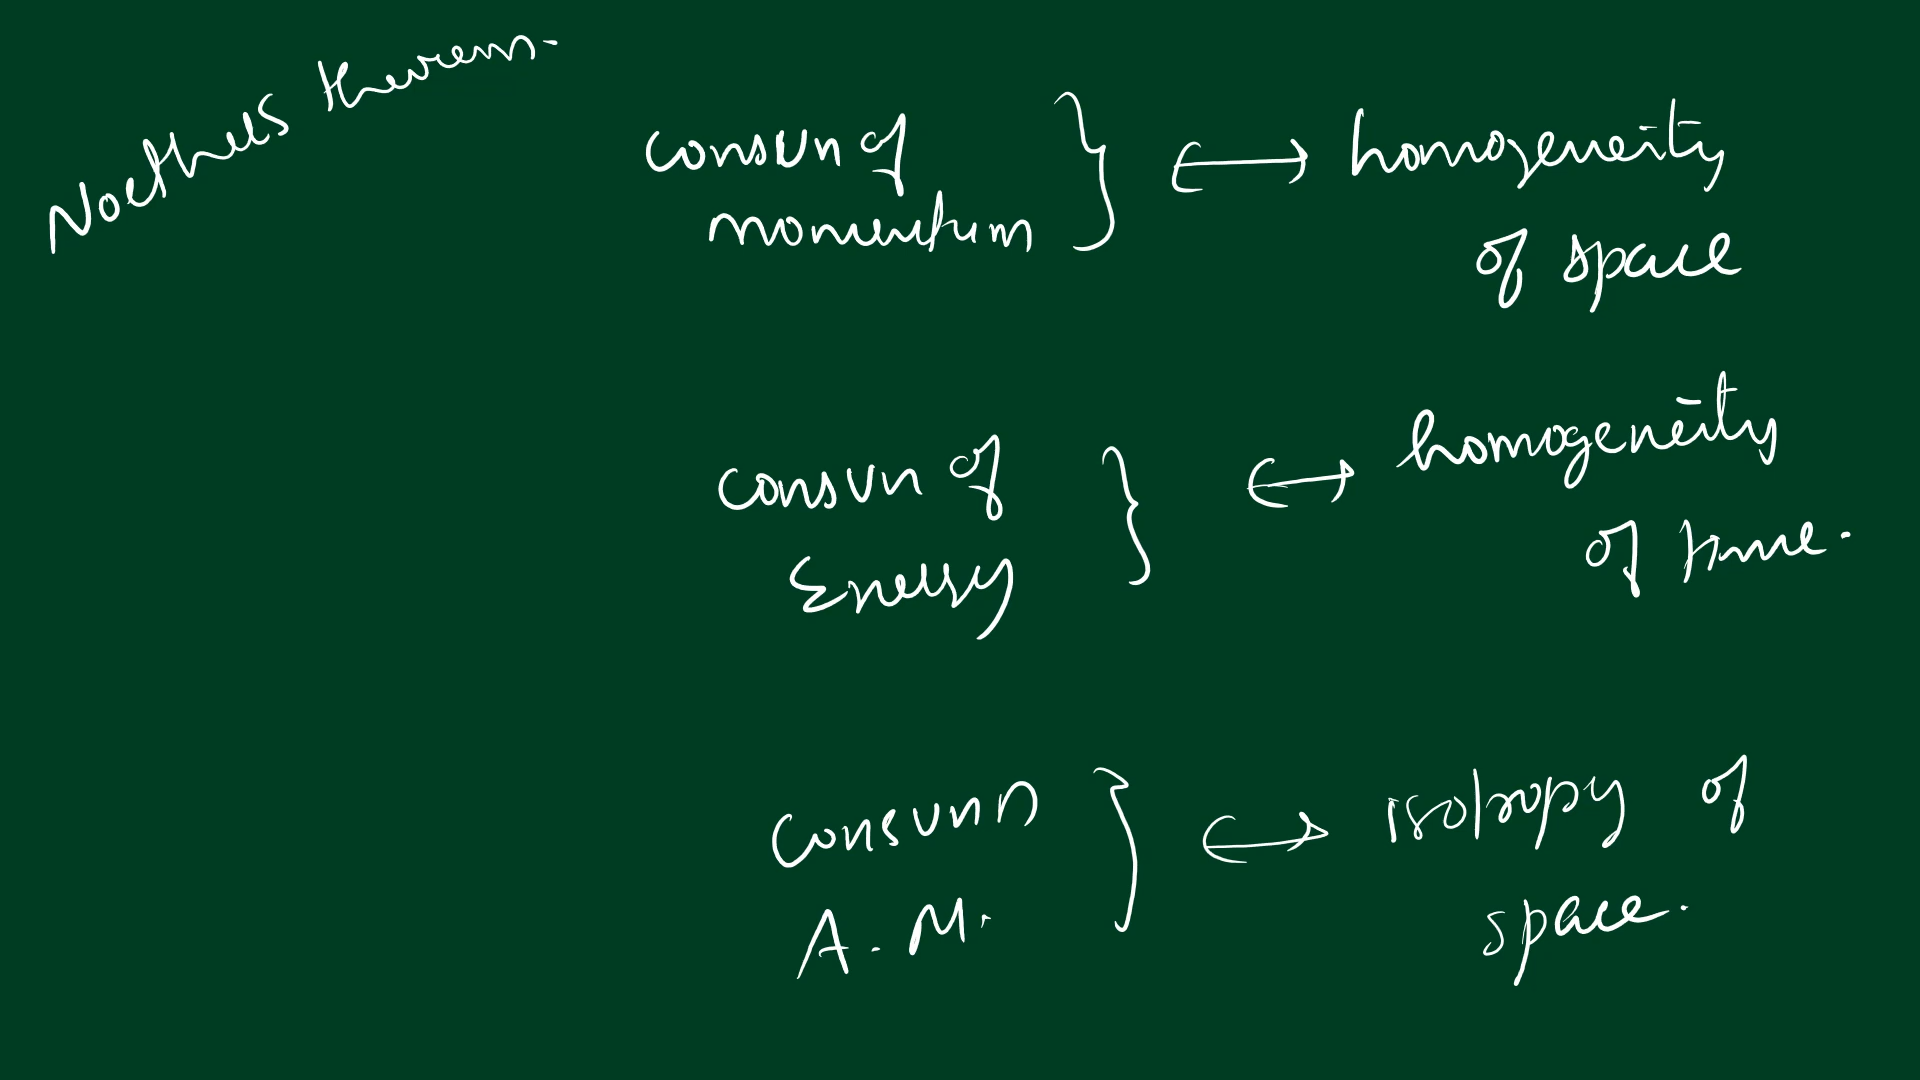 Noethers theorem.
consvn of
momentum } ↔ homogeneity
of space
consvn of
Energy } ↔ homogeneity
of time.
consvnn
A.M. } ↔ isotropy of
space.